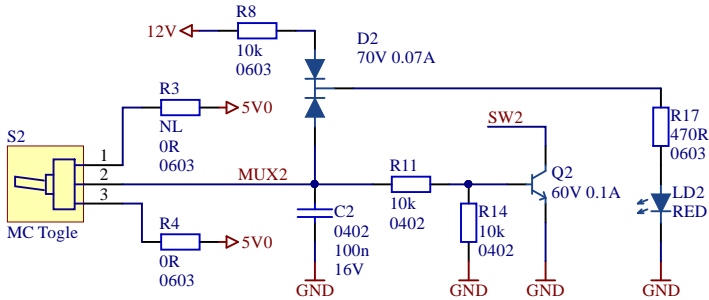 R8
12V
10k
0603
D2
70V 0.07A
R3
5V0
NL
0R
0603
S2
1
2
3
MC Togle
MUX2
R4
5V0
0R
0603
C2
0402
100n
16V
GND
R11
10k
0402
R14
10k
0402
GND
SW2
Q2
60V 0.1A
GND
R17
470R
0603
LD2
RED
GND